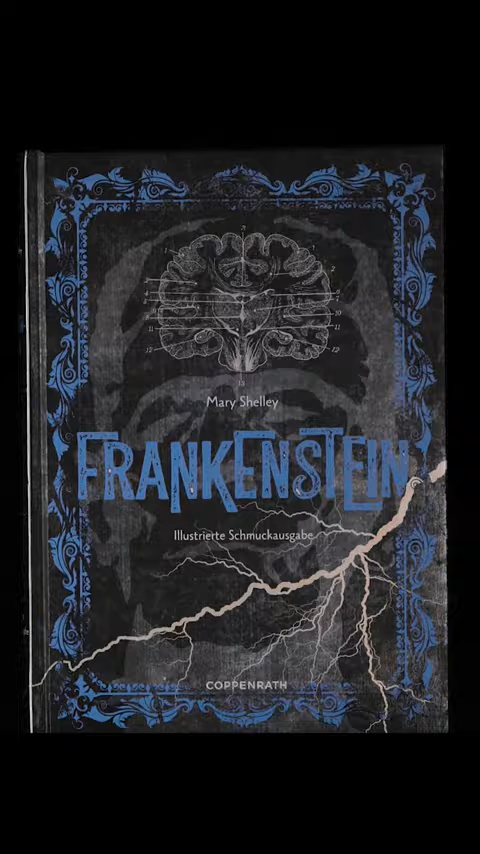 Mary Shelley
FRANKENSTEIN
Illustrierte Schmuckausgabe
COPPENRATH